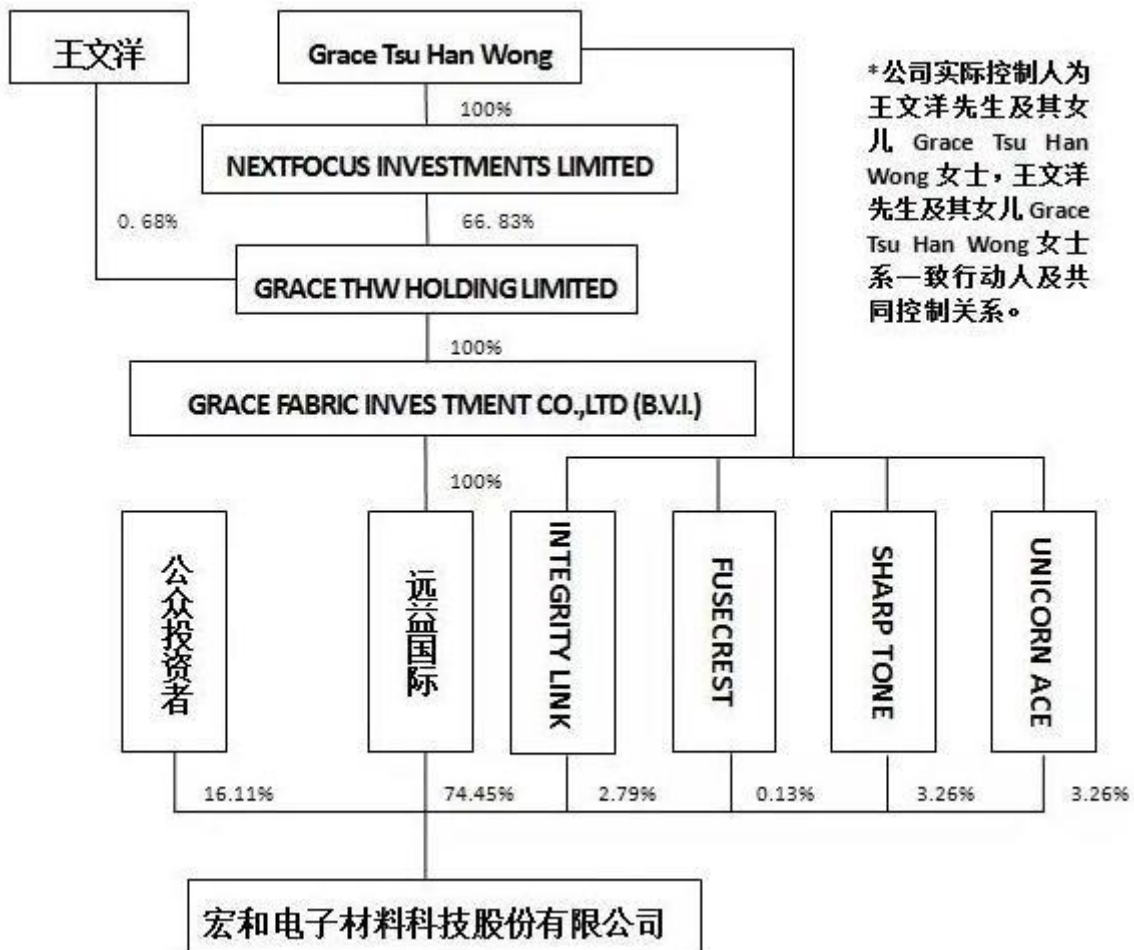 王文洋
Grace Tsu Han Wong
*公司实际控制人为
王文洋先生及其女
儿 Grace Tsu Han
Wong 女士，王文洋
先生及其女儿 Grace
Tsu Han Wong 女士
系一致行动人及共
同控制关系。
100%
NEXTFOCUS INVESTMENTS LIMITED
0.68%
66.83%
GRACE THW HOLDING LIMITED
100%
GRACE FABRIC INVES TMENT CO.,LTD (B.V.I.)
100%
公众投资者
远益国际
INTEGRITY LINK
FUSECREST
SHARP TONE
UNICORN ACE
16.11%
74.45%
2.79%
0.13%
3.26%
3.26%
宏和电子材料科技股份有限公司